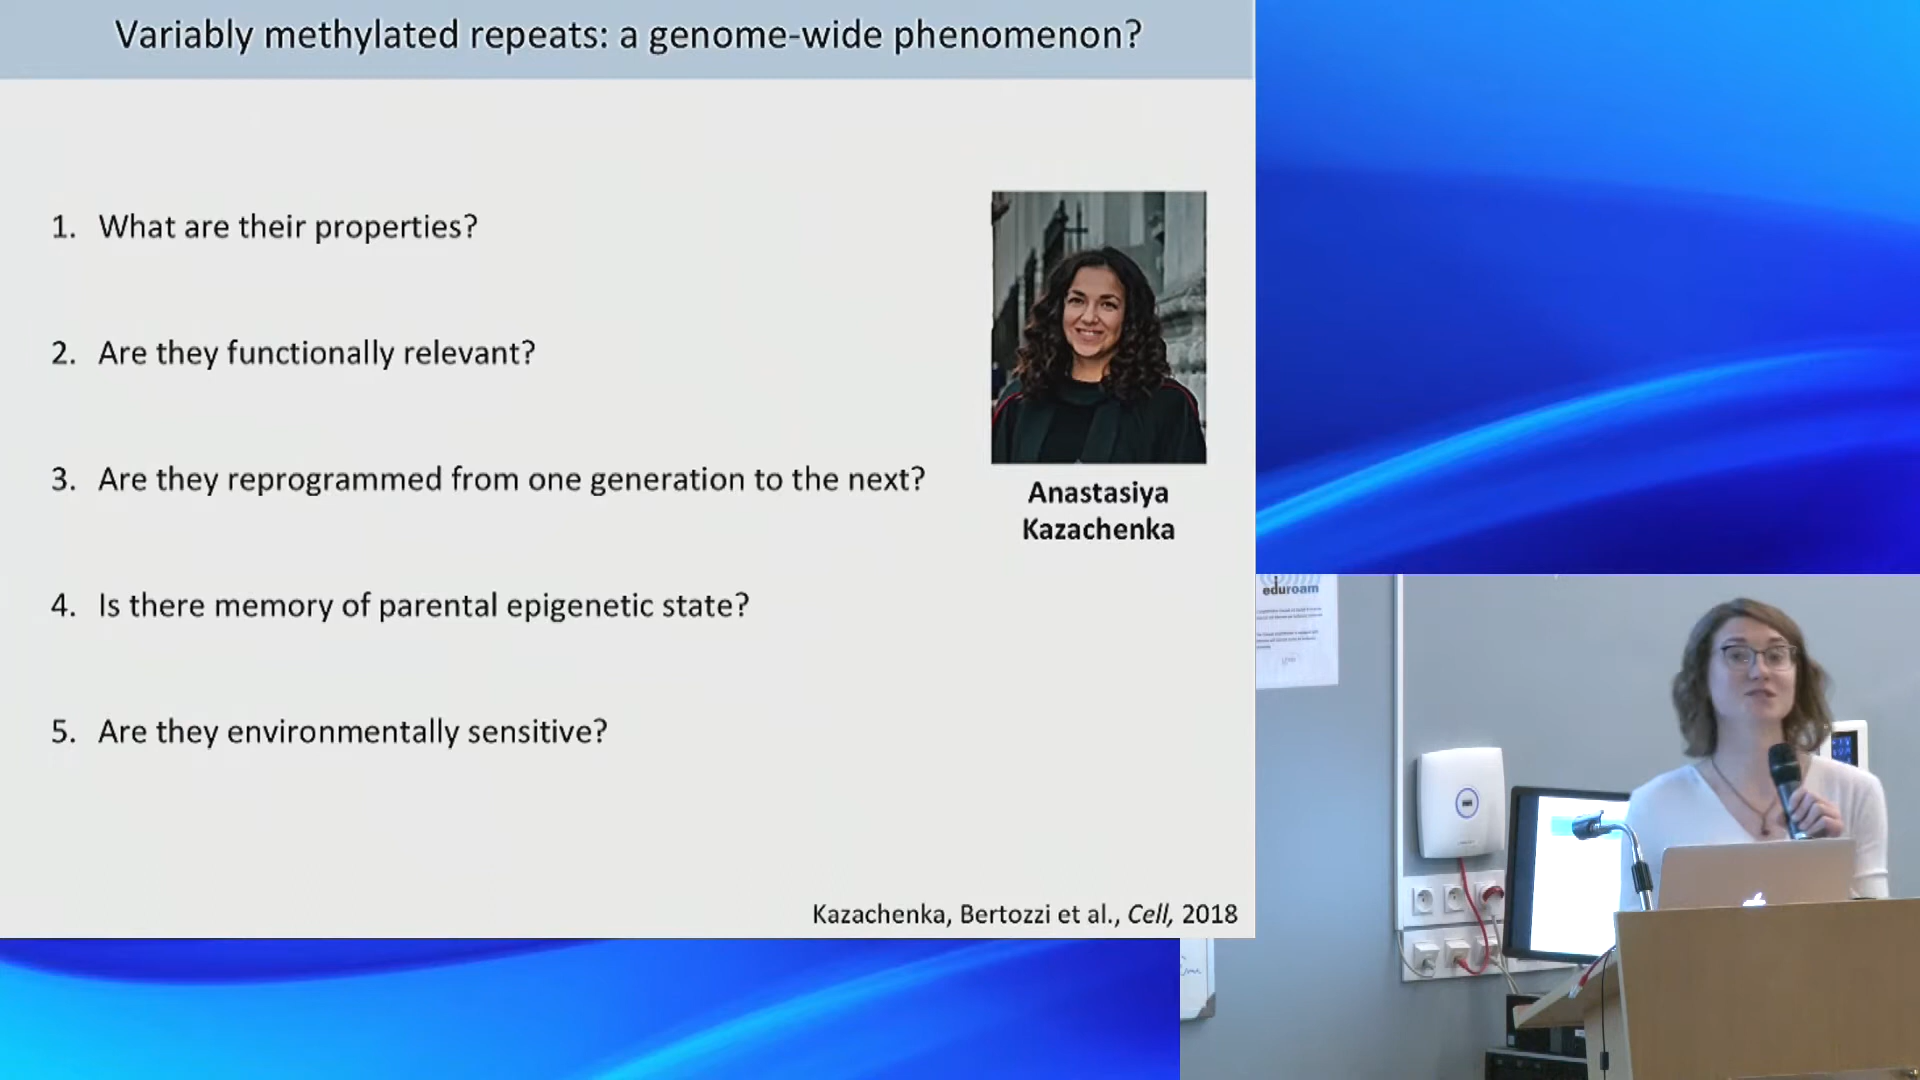 Variably methylated repeats: a genome-wide phenomenon?
1. What are their properties?
2. Are they functionally relevant?
3. Are they reprogrammed from one generation to the next?
4. Is there memory of parental epigenetic state?
5. Are they environmentally sensitive?
Anastasiya
Kazachenka
Kazachenka, Bertozzi et al., Cell, 2018
eduroam